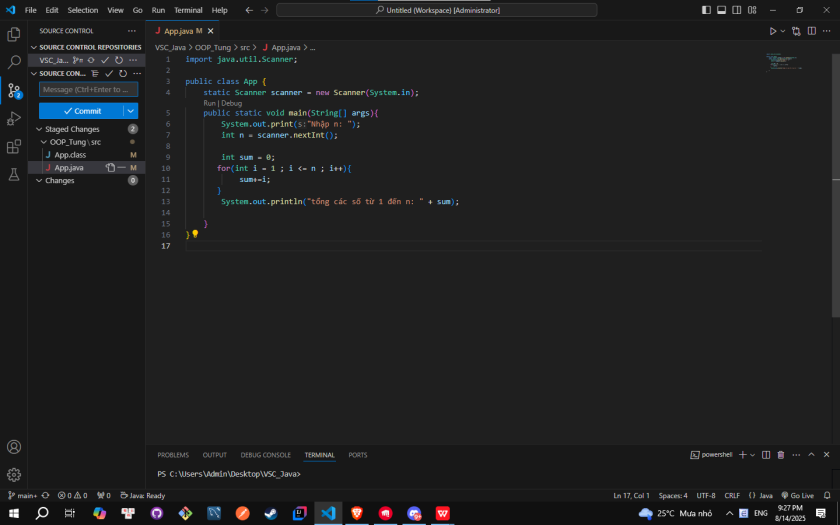 File Edit Selection View Go Run Terminal Help
Untitled (Workspace) [Administrator]
SOURCE CONTROL
SOURCE CONTROL REPOSITORIES
VSC_Ja...
SOURCE CON...
Message (Ctrl+Enter to ...
Commit
Staged Changes 2
OOP_Tung\src
J App.class M
J App.java M
Changes 0
2
J App.java M
VSC_Java > OOP_Tung > src > J App.java > ...
1 import java.util.Scanner;
2
3 public class App {
4 static Scanner scanner = new Scanner(System.in);
Run | Debug
5 public static void main(String[] args){
6 System.out.print(s:"Nhập n: ");
7 int n = scanner.nextInt();
8
9 int sum = 0;
10 for(int i = 1 ; i <= n ; i++){
11 sum+=i;
12 }
13 System.out.println("tổng các số từ 1 đến n: " + sum);
14
15 }
16 }
17
PROBLEMS OUTPUT DEBUG CONSOLE TERMINAL PORTS
powershell
PS C:\Users\Admin\Desktop\VSC_Java>
main+ 0 0 0 Java: Ready
Ln 17, Col 1 Spaces: 4 UTF-8 CRLF {} Java Go Live
25°C Mưa nhỏ
ENG
9:27 PM
8/14/2025